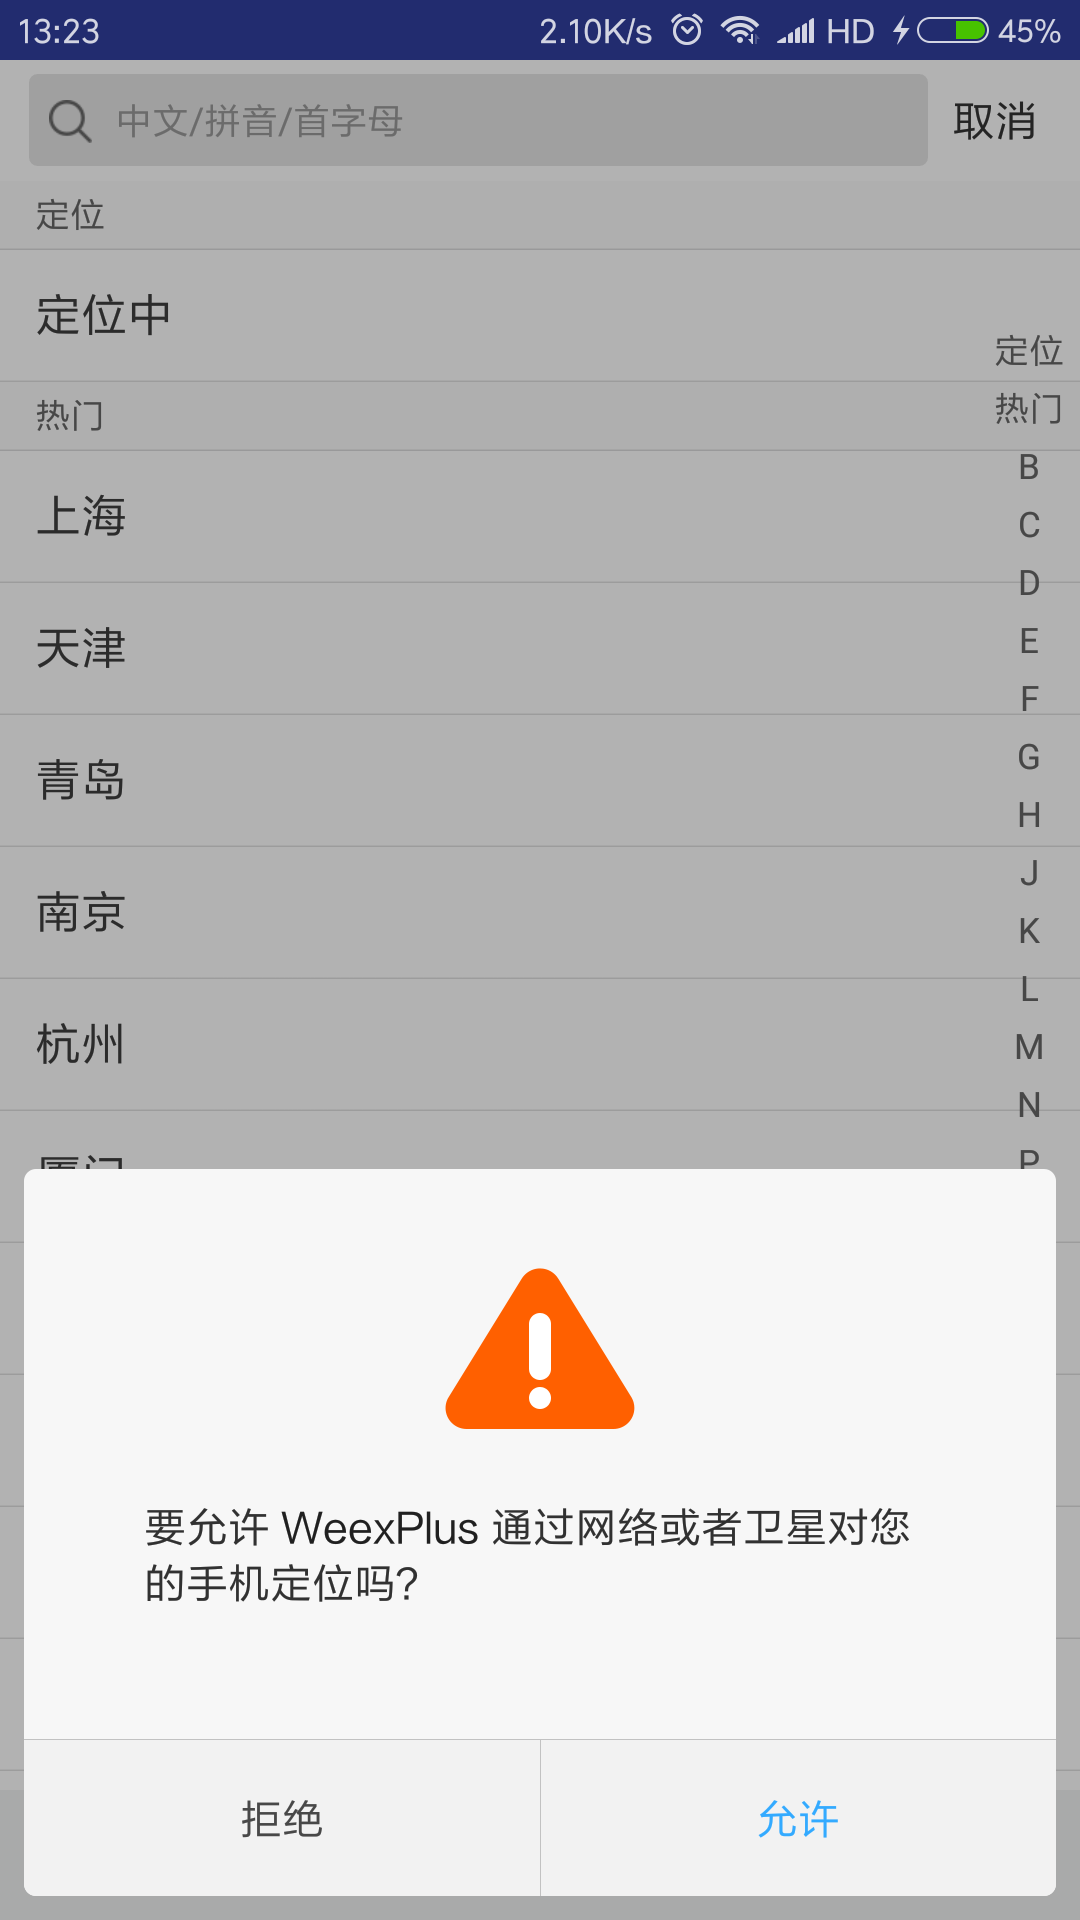 13:23 2.10K/s HD 45%
中文/拼音/首字母 取消
定位
定位中
定位
热门
热门
B
上海
C
D
天津
E
F
青岛
G
H
南京
J
K
L
杭州
M
N
厦门
P
要允许 WeexPlus 通过网络或者卫星对您
的手机定位吗?
拒绝 允许